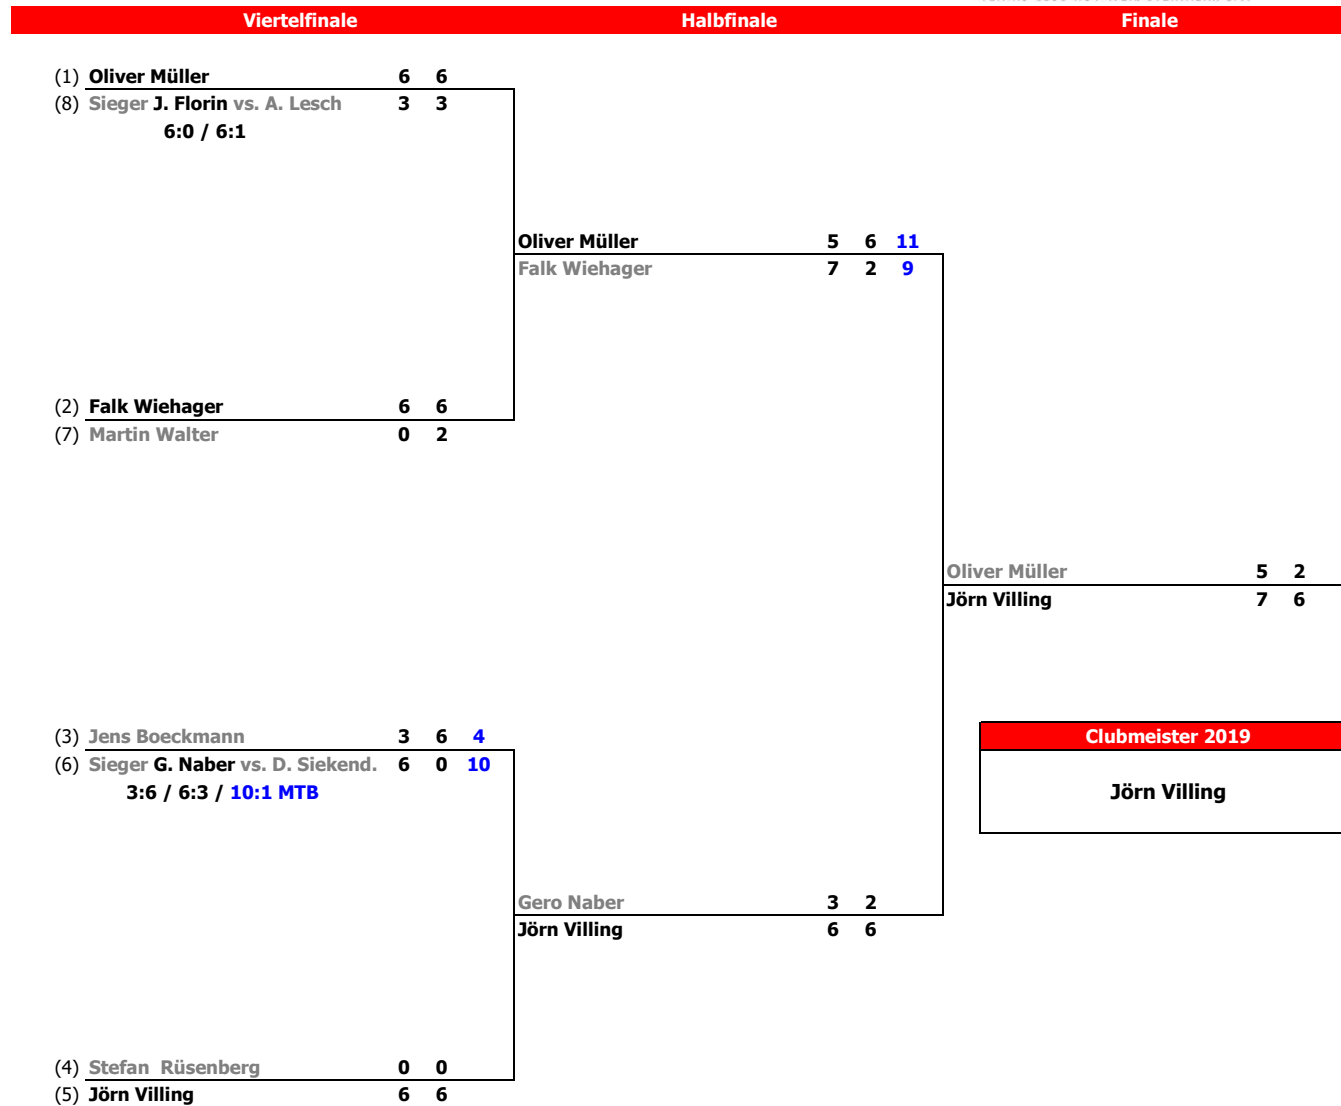 Viertelfinale Halbfinale Finale
(1) Oliver Müller 6 6
(8) Sieger J. Florin vs. A. Lesch 3 3
6:0 / 6:1
Oliver Müller 5 6 11
Falk Wiehager 7 2 9
(2) Falk Wiehager 6 6
(7) Martin Walter 0 2
Oliver Müller 5 2
Jörn Villing 7 6
(3) Jens Boeckmann 3 6 4
(6) Sieger G. Naber vs. D. Siekend. 6 0 10
3:6 / 6:3 / 10:1 MTB
Clubmeister 2019
Jörn Villing
Gero Naber 3 2
Jörn Villing 6 6
(4) Stefan Rüsenberg 0 0
(5) Jörn Villing 6 6